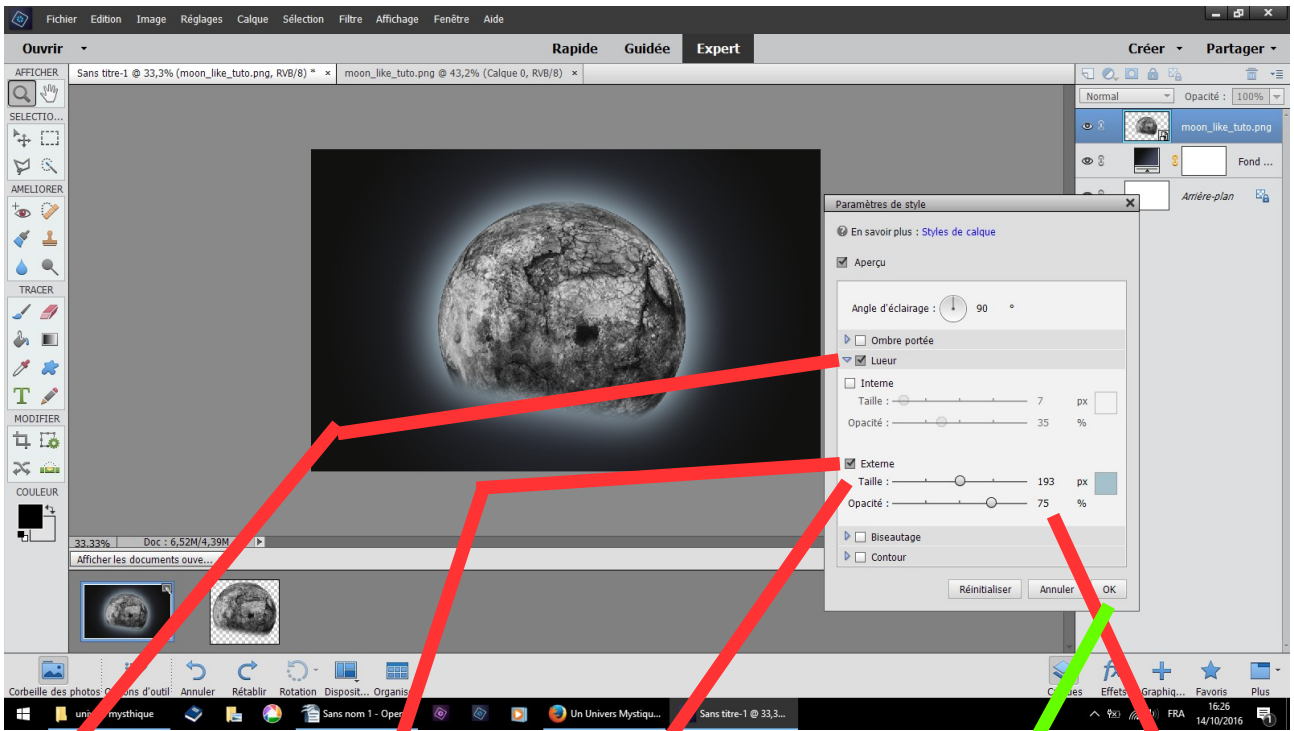 Fichier Edition Image Réglages Calque Sélection Filtre Affichage Fenêtre Aide
Ouvrir Rapide Guidée Expert Créer Partager
AFFICHER
Sans titre-1 @ 33,3% (moon_like_tuto.png, RVB/8) * × moon_like_tuto.png @ 43,2% (Calque 0, RVB/8) ×
Normal Opacité : 100%
SELECTIO...
moon_like_tuto.png
Fond ...
Arrière-plan
AMELIORER
TRACER
T
MODIFIER
COULEUR
Paramètres de style
En savoir plus : Styles de calque
Aperçu
Angle d'éclairage : 90 °
Ombre portée
Lueur
Interne
Taille : 7 px
Opacité : 35 %
Externe
Taille : 193 px
Opacité : 75 %
Biseautage
Contour
Réinitialiser Annuler OK
33.33% Doc : 6,52M/4,39M
Afficher les documents ouve...
Corbeille des photos d'outil Annuler Rétablir Rotation Disposit... Effets Graphiq... Favoris Plus
mysthique Sans nom 1 - Un Univers Mystiqu... Sans titre-1 @ 33,3... FRA 16:26
14/10/2016